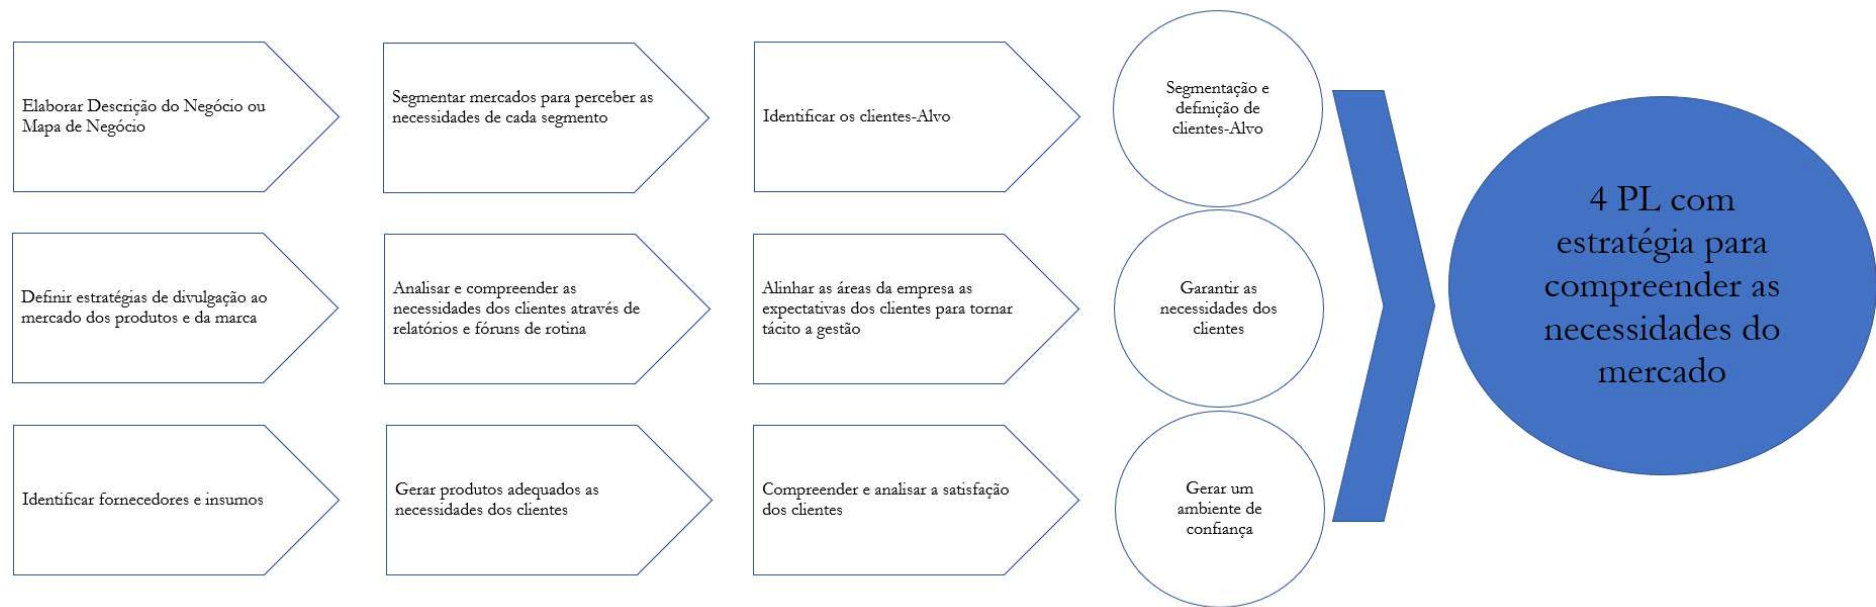 Elaborar Descrição do Negócio ou
Mapa de Negócio
Segmentar mercados para perceber as
necessidades de cada segmento
Identificar os clientes-Alvo
Segmentação e
definição de
clientes-Alvo
Definir estratégias de divulgação ao
mercado dos produtos e da marca
Analisar e compreender as
necessidades dos clientes através de
relatórios e fóruns de rotina
Alinhar as áreas da empresa as
expectativas dos clientes para tornar
tácito a gestão
Garantir as
necessidades dos
clientes
Identificar fornecedores e insumos
Gerar produtos adequados as
necessidades dos clientes
Compreender e analisar a satisfação
dos clientes
Gerar um
ambiente de
confiança
4 PL com
estratégia para
compreender as
necessidades do
mercado